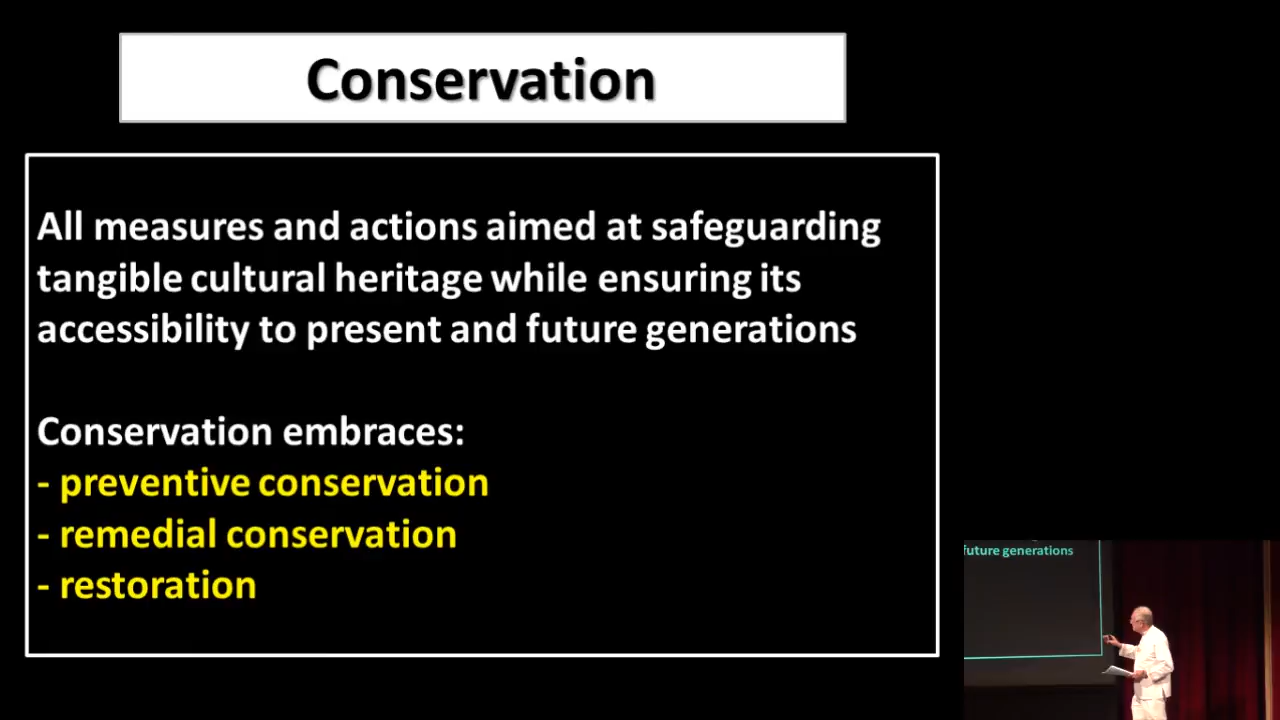 Conservation
All measures and actions aimed at safeguarding
tangible cultural heritage while ensuring its
accessibility to present and future generations
Conservation embraces:
- preventive conservation
- remedial conservation
- restoration
future generations